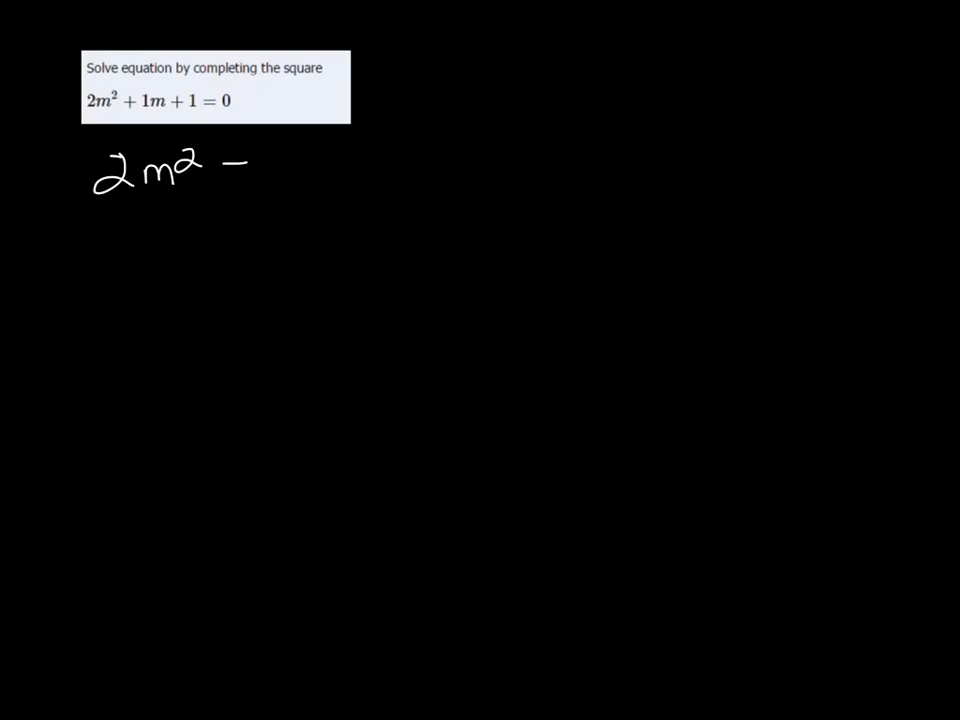 Solve equation by completing the square
2m² + 1m + 1 = 0
2m² −